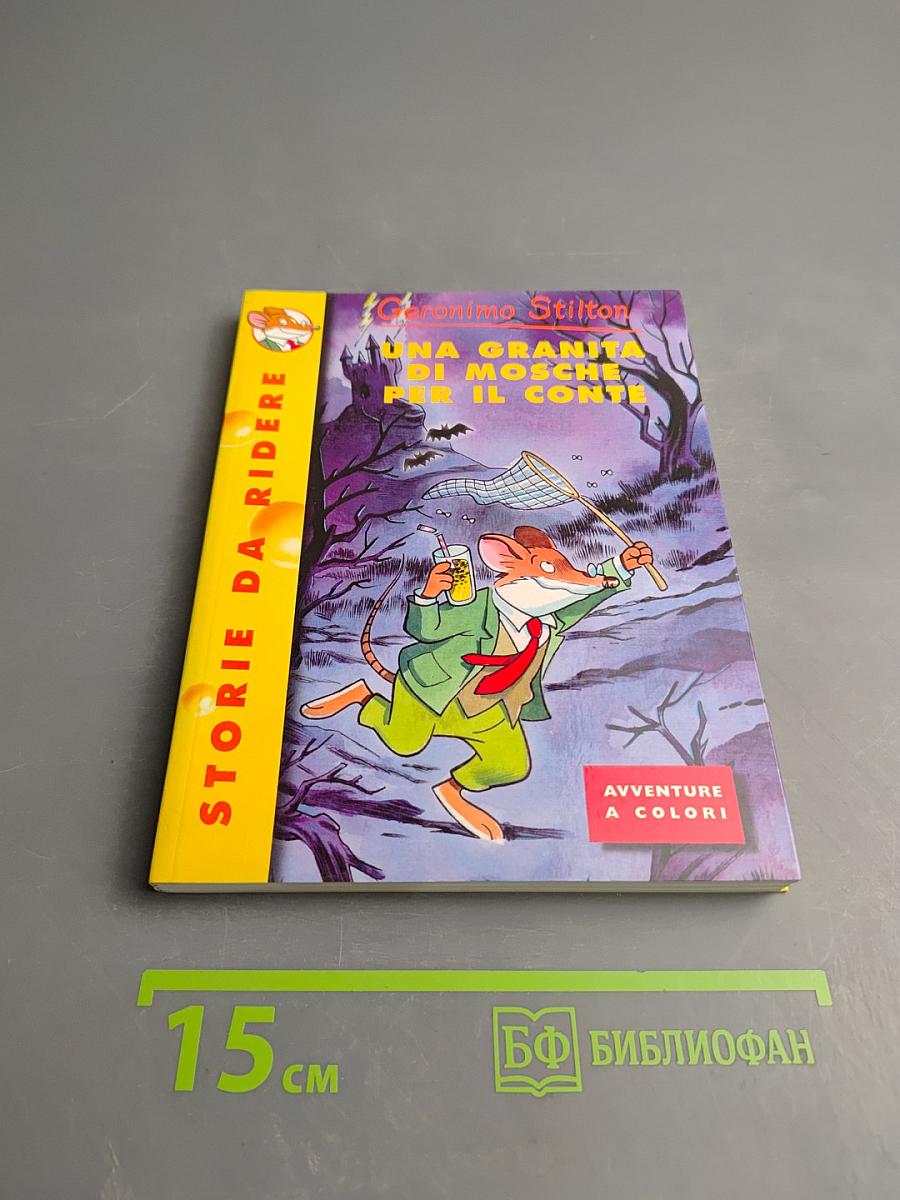 Geronimo Stilton
UNA GRANITA
DI MOSCHE
PER IL CONTE
STORIE DA RIDERE
AVVENTURE
A COLORI
15 СМ
БФ БИБЛИОФАН